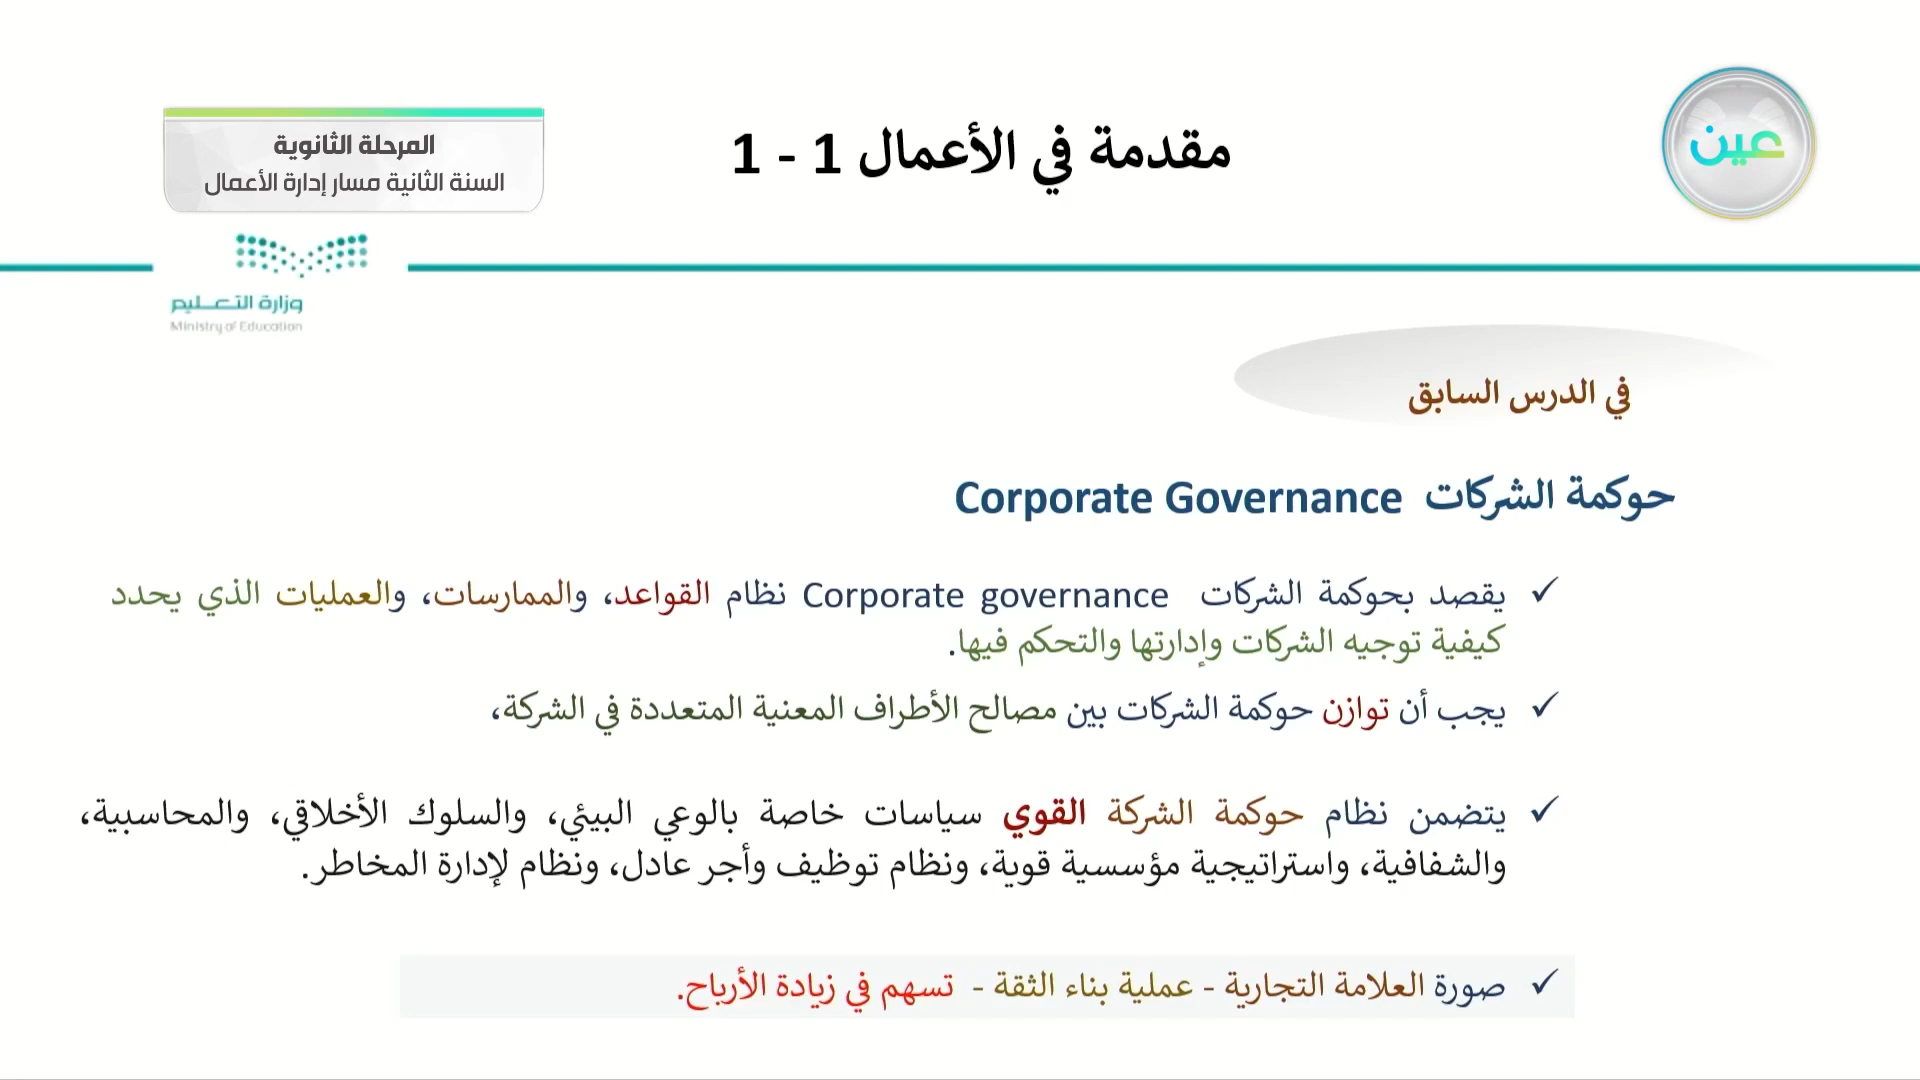 عين
مقدمة في الأعمال 1 - 1
المرحلة الثانوية
السنة الثانية مسار إدارة الأعمال
وزارة التعليم
Ministry of Education
في الدرس السابق
حوكمة الشركات Corporate Governance
✓ يقصد بحوكمة الشركات Corporate governance نظام القواعد، والممارسات، والعمليات الذي يحدد
كيفية توجيه الشركات وإدارتها والتحكم فيها.
✓ يجب أن توازن حوكمة الشركات بين مصالح الأطراف المعنية المتعددة في الشركة،
✓ يتضمن نظام حوكمة الشركة القوي سياسات خاصة بالوعي البيئي، والسلوك الأخلاقي، والمحاسبية،
والشفافية، واستراتيجية مؤسسية قوية، ونظام توظيف وأجر عادل، ونظام لإدارة المخاطر.
✓ صورة العلامة التجارية - عملية بناء الثقة - تسهم في زيادة الأرباح.